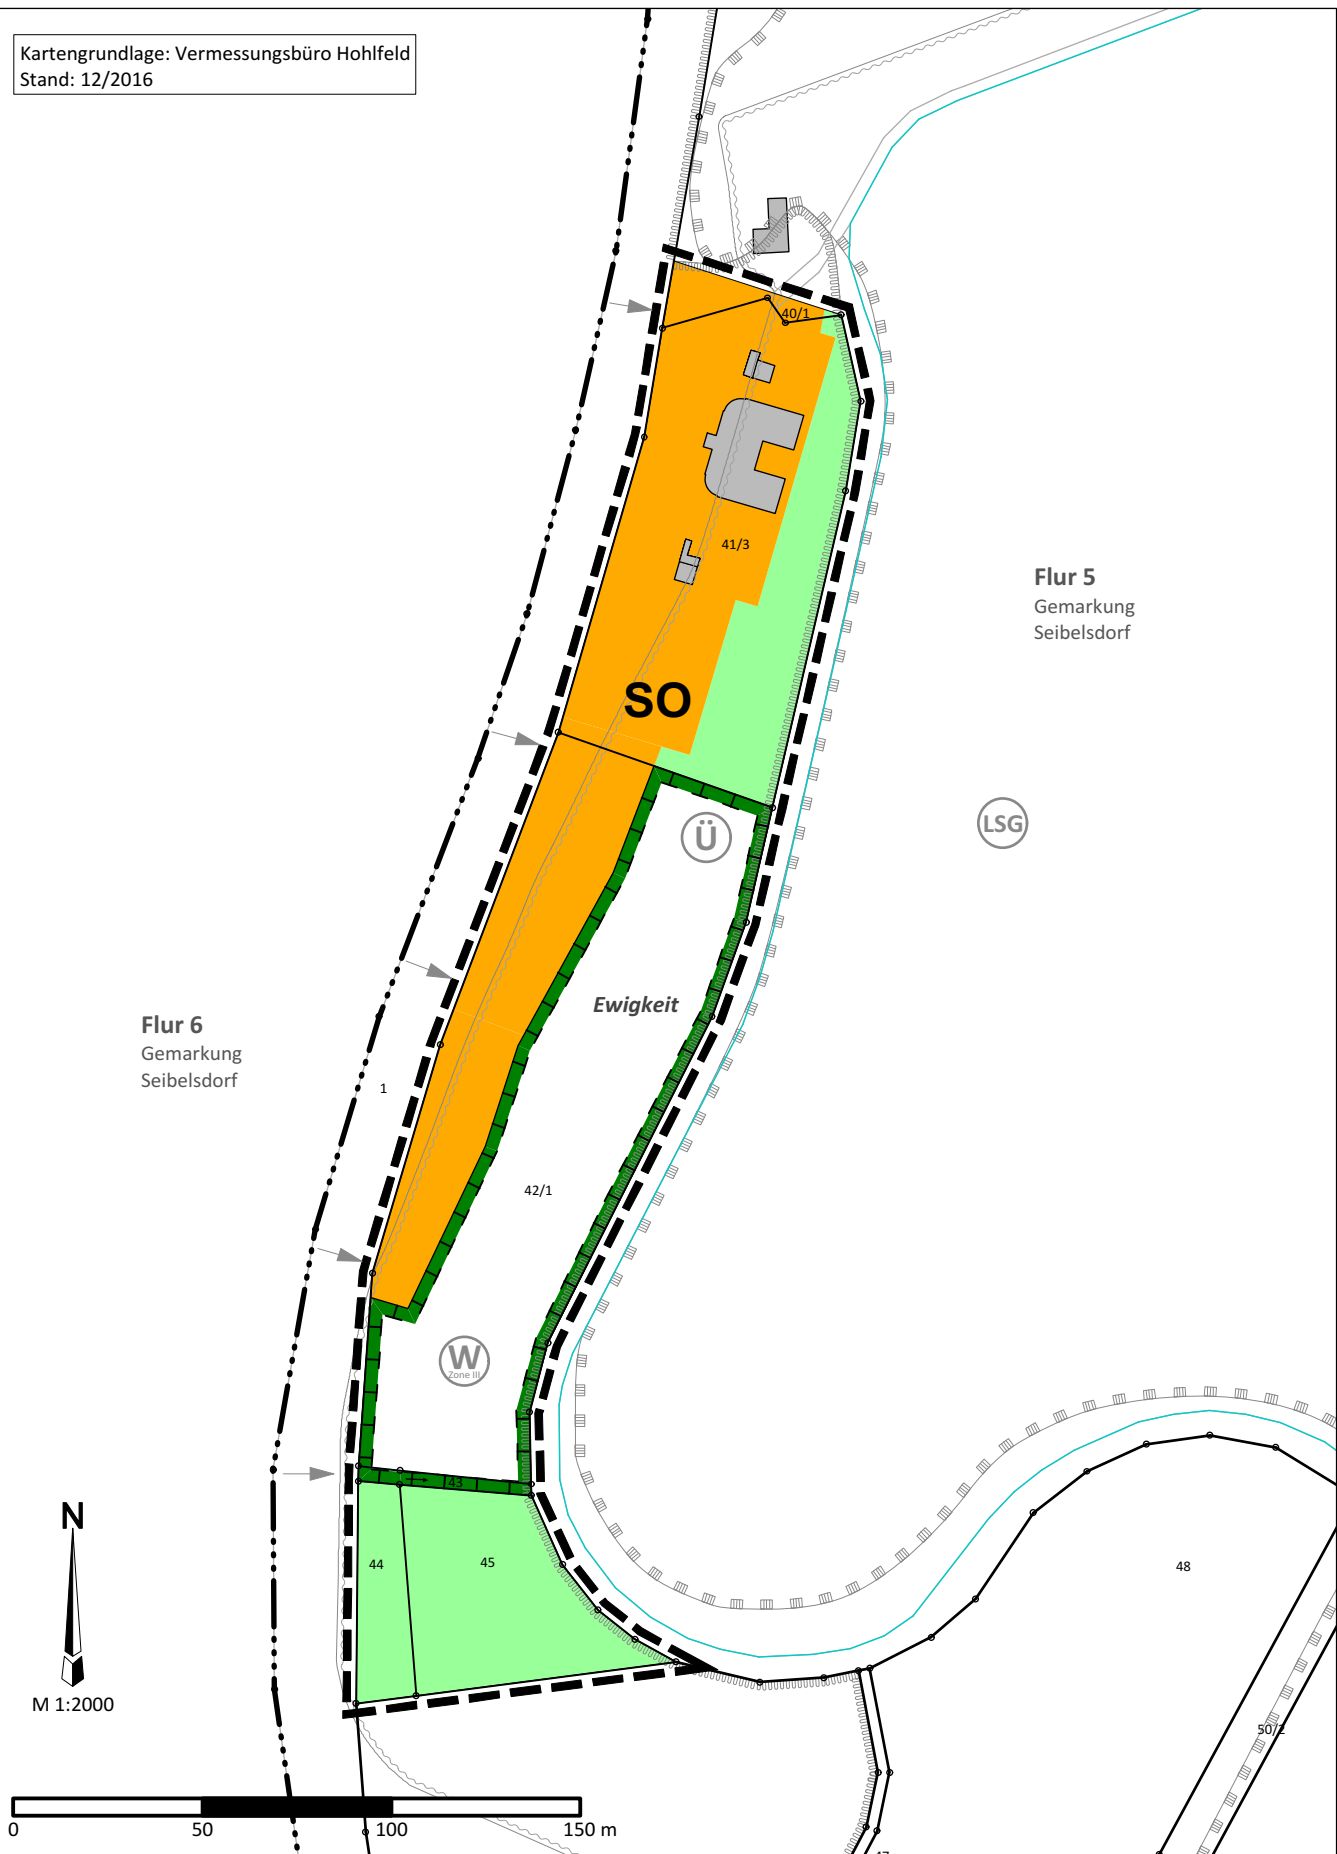 Kartengrundlage: Vermessungsbüro Hohlfeld
Stand: 12/2016
40/1
41/3
Flur 5
Gemarkung
Seibelsdorf
SO
Ü
LSG
Ewigkeit
Flur 6
Gemarkung
Seibelsdorf
1
42/1
W
Zone III
43
44
45
48
N
M 1:2000
50/2
0 50 100 150 m
47